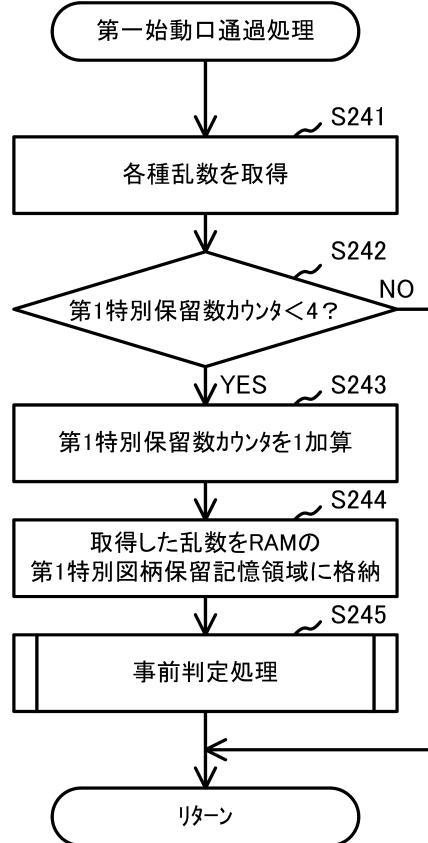 第一始動口通過処理
S241
各種乱数を取得
S242
第1特別保留数カウンタ<4?
NO
YES
S243
第1特別保留数カウンタを1加算
S244
取得した乱数をRAMの
第1特別図柄保留記憶領域に格納
S245
事前判定処理
リターン